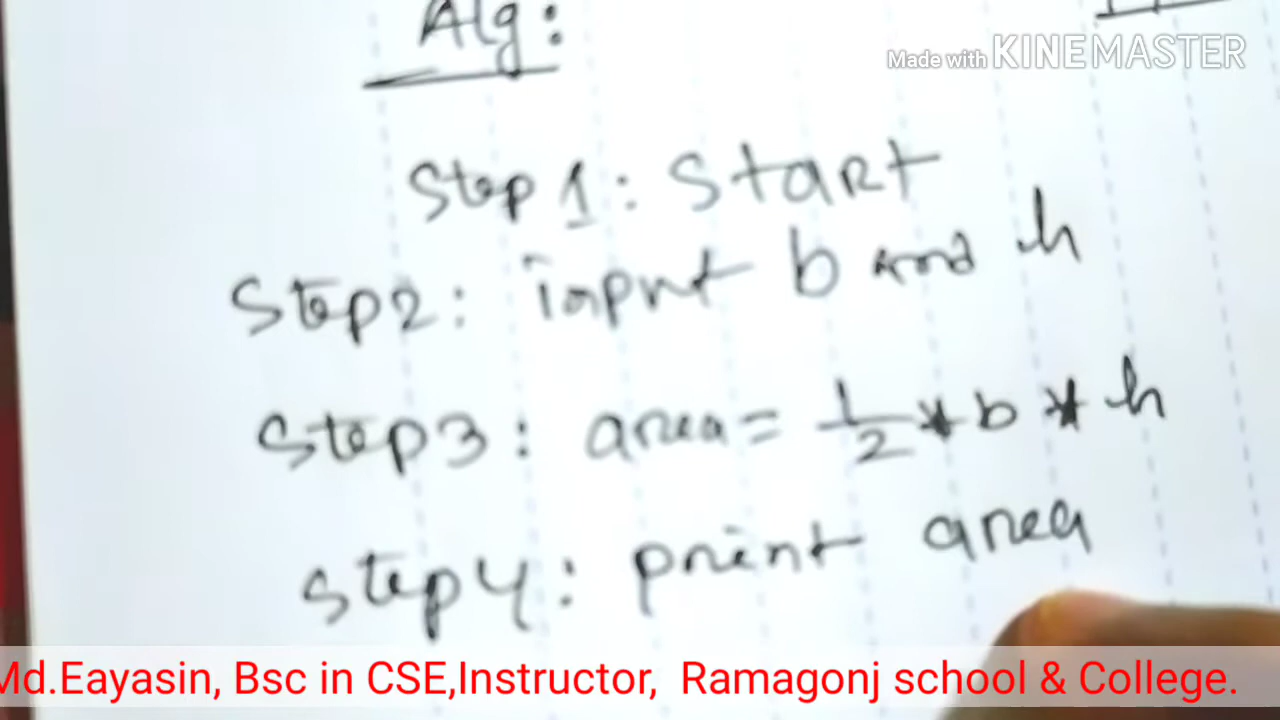 Alg:
Made with KINEMASTER
Step 1: Start
Step2: input b and h
Step3: area = 1/2 * b * h
Step4: print area
Md.Eayasin, Bsc in CSE,Instructor, Ramagonj school & College.